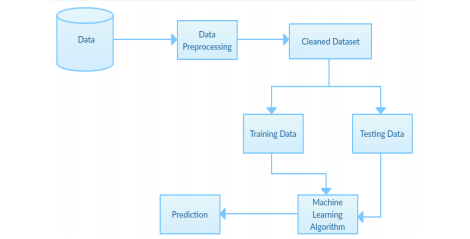 Data
Data
Preprocessing
Cleaned Dataset
Training Data
Testing Data
Prediction
Machine
Learning
Algorithm